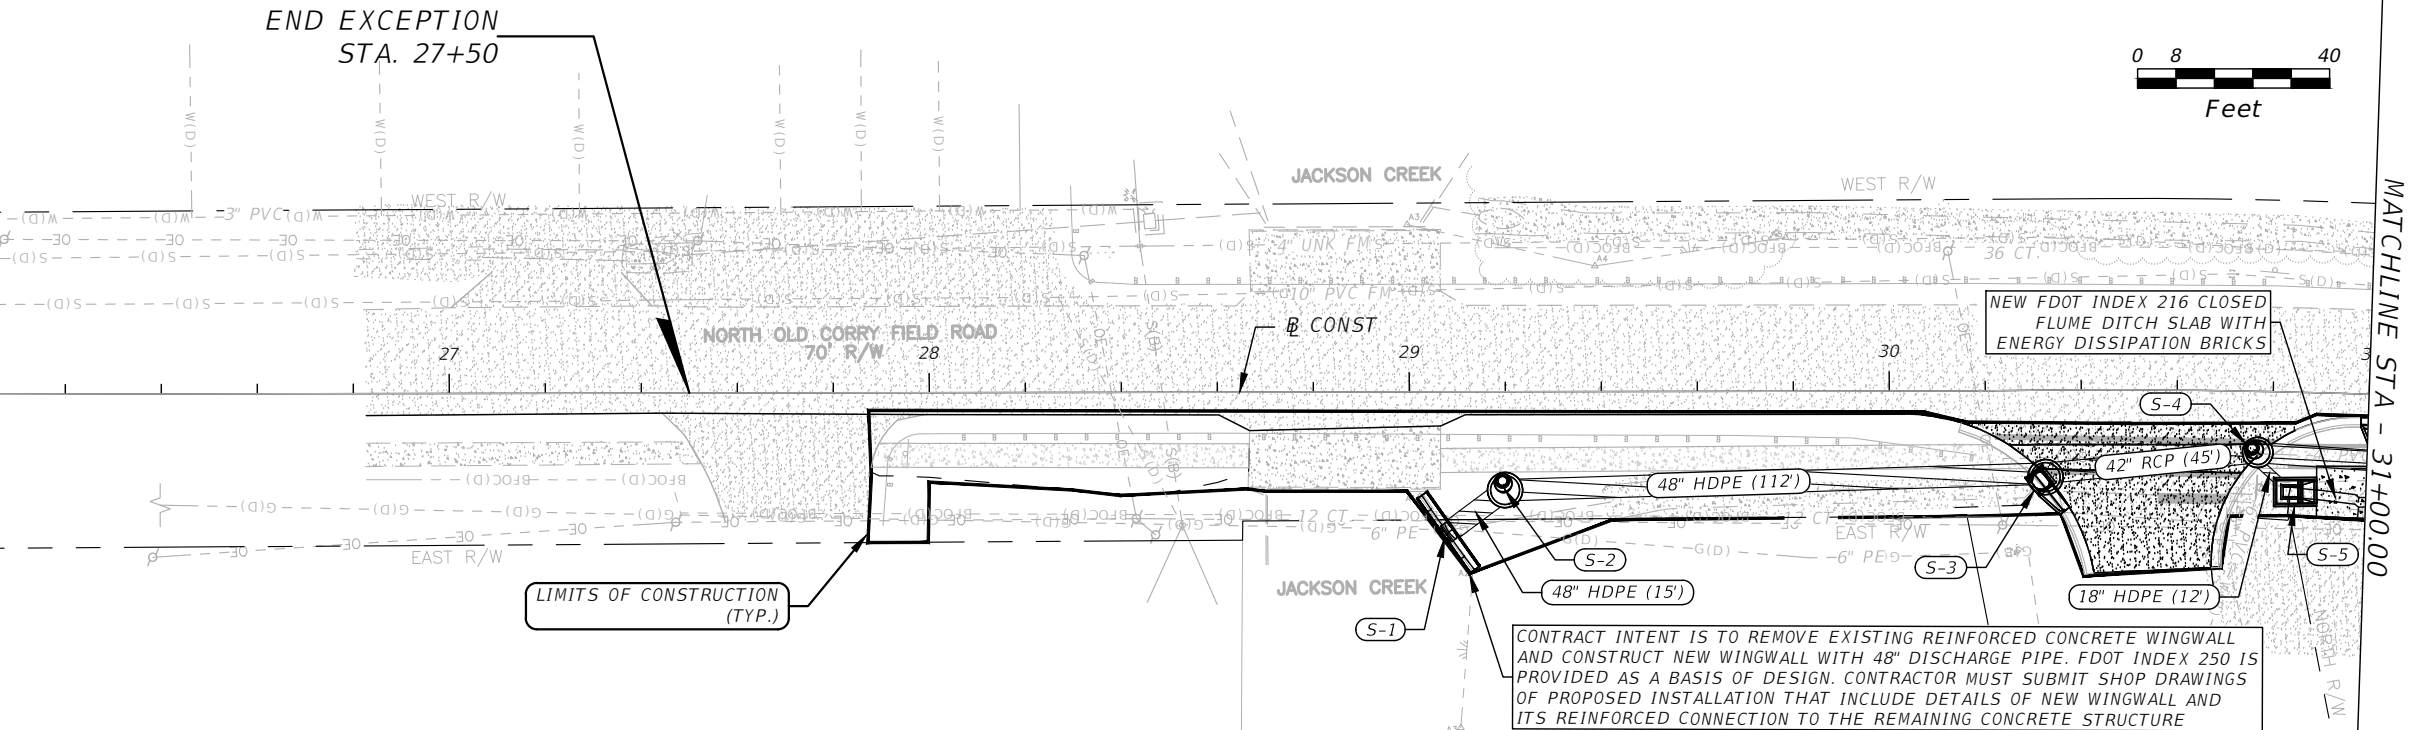 END EXCEPTION
STA. 27+50
0 8 40
Feet
JACKSON CREEK
WEST R/W
WEST R/W
3" PVC
4" UNK FM
10" PVC FM
36 CT.
NEW FDOT INDEX 216 CLOSED
FLUME DITCH SLAB WITH
ENERGY DISSIPATION BRICKS
MATCHLINE STA - 31+00.00
NORTH OLD CORRY FIELD ROAD
70' R/W
BL CONST
27 28 29 30
S-4
42" RCP (45')
48" HDPE (112')
12 CT
6" PE
EAST R/W
EAST R/W
6" PE
S-2
S-3
S-5
48" HDPE (15')
18" HDPE (12')
JACKSON CREEK
LIMITS OF CONSTRUCTION
(TYP.)
S-1
CONTRACT INTENT IS TO REMOVE EXISTING REINFORCED CONCRETE WINGWALL
AND CONSTRUCT NEW WINGWALL WITH 48" DISCHARGE PIPE. FDOT INDEX 250 IS
PROVIDED AS A BASIS OF DESIGN. CONTRACTOR MUST SUBMIT SHOP DRAWINGS
OF PROPOSED INSTALLATION THAT INCLUDE DETAILS OF NEW WINGWALL AND
ITS REINFORCED CONNECTION TO THE REMAINING CONCRETE STRUCTURE
NORTH R/W